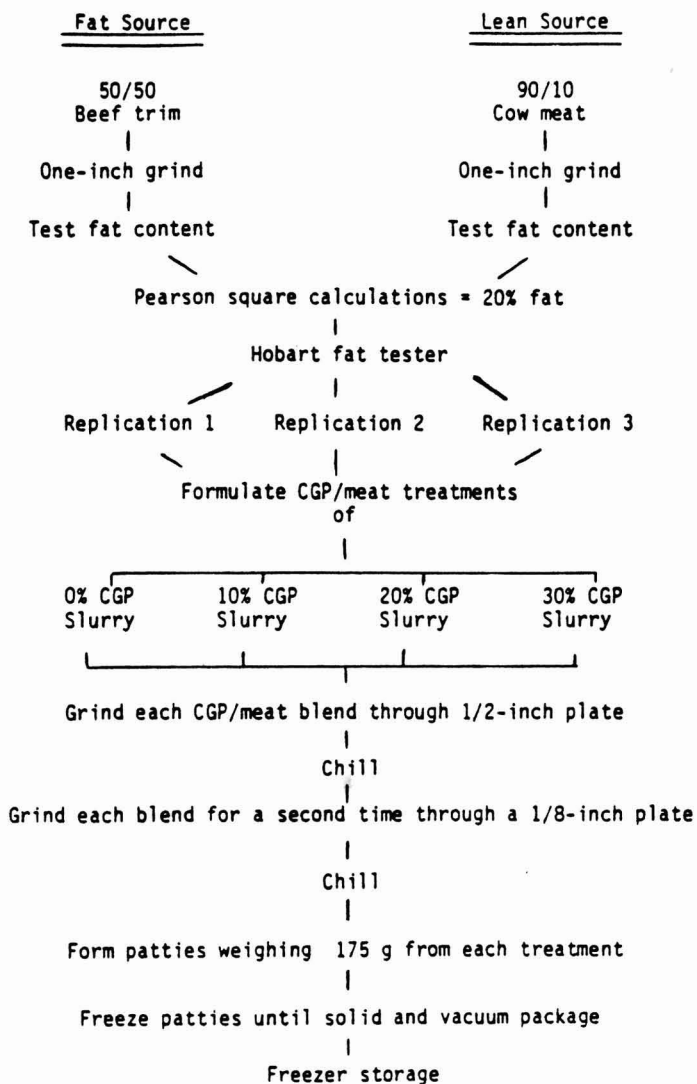 Fat Source Lean Source
50/50 90/10
Beef trim Cow meat
One-inch grind One-inch grind
Test fat content Test fat content
Pearson square calculations = 20% fat
Hobart fat tester
Replication 1 Replication 2 Replication 3
Formulate CGP/meat treatments
of
0% CGP 10% CGP 20% CGP 30% CGP
Slurry Slurry Slurry Slurry
Grind each CGP/meat blend through 1/2-inch plate
Chill
Grind each blend for a second time through a 1/8-inch plate
Chill
Form patties weighing 175 g from each treatment
Freeze patties until solid and vacuum package
Freezer storage